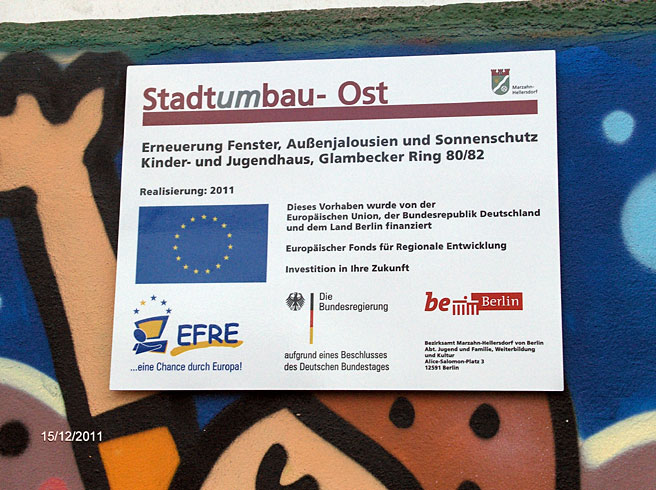 Stadtumbau- Ost
Marzahn-
Hellersdorf
Erneuerung Fenster, Außenjalousien und Sonnenschutz
Kinder- und Jugendhaus, Glambecker Ring 80/82
Realisierung: 2011
Dieses Vorhaben wurde von der
Europäischen Union, der Bundesrepublik Deutschland
und dem Land Berlin finanziert
Europäischer Fonds für Regionale Entwicklung
Investition in Ihre Zukunft
EFRE
...eine Chance durch Europa!
Die
Bundesregierung
aufgrund eines Beschlusses
des Deutschen Bundestages
be Berlin
Bezirksamt Marzahn-Hellersdorf von Berlin
Abt. Jugend und Familie, Weiterbildung
und Kultur
Alice-Salomon-Platz 3
12591 Berlin
15/12/2011